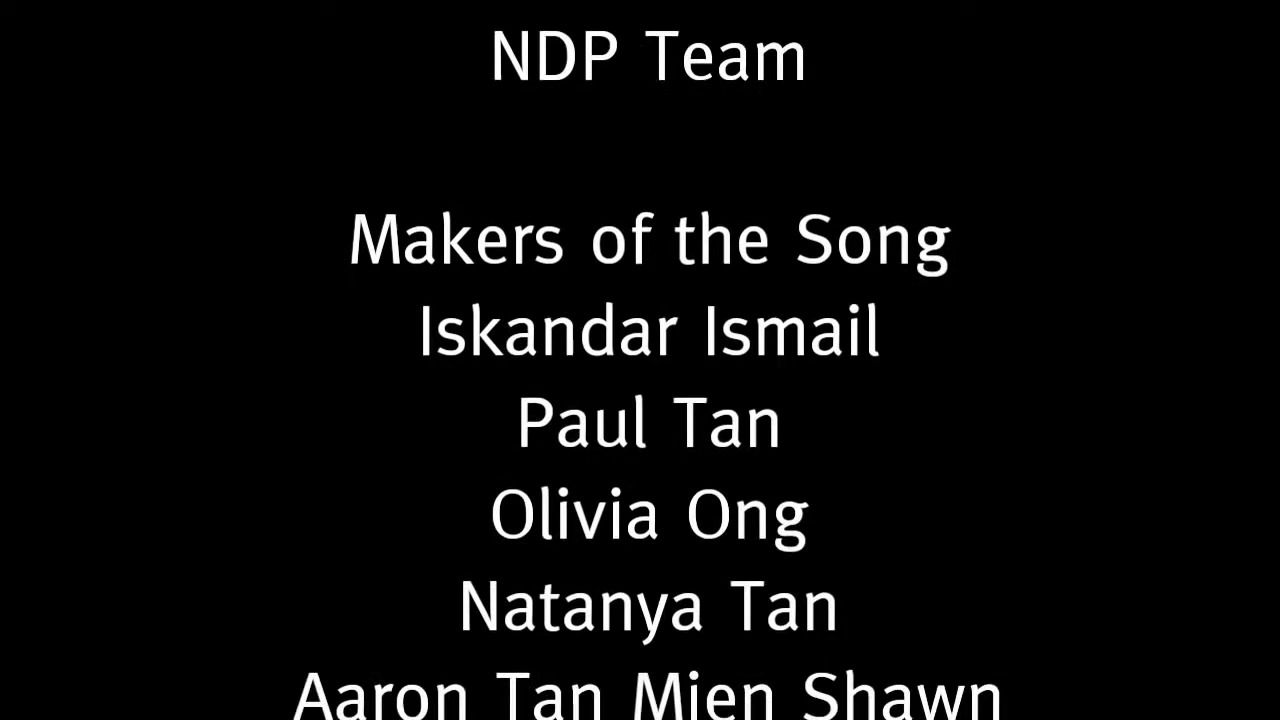 NDP Team
Makers of the Song
Iskandar Ismail
Paul Tan
Olivia Ong
Natanya Tan
Aaron Tan Mien Shawn